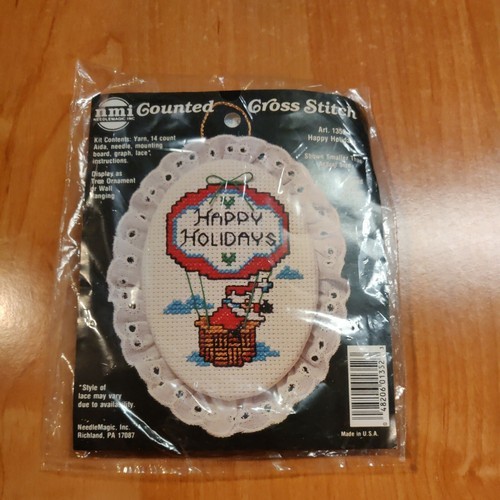 nmi
NEEDLEMAGIC INC
Counted Cross Stitch
Kit Contents: Yarn, 14 count
Aida, needle, mounting
board, graph, lace*,
instructions.
Display as
Tree Ornament
or Wall
Hanging
Art.
Happy
Shown Smaller
HAPPY
HOLIDAYS
*Style of
lace may vary
due to availability.
NeedleMagic, Inc.
Richland, PA 17087
48206 01352
Made in U.S.A.